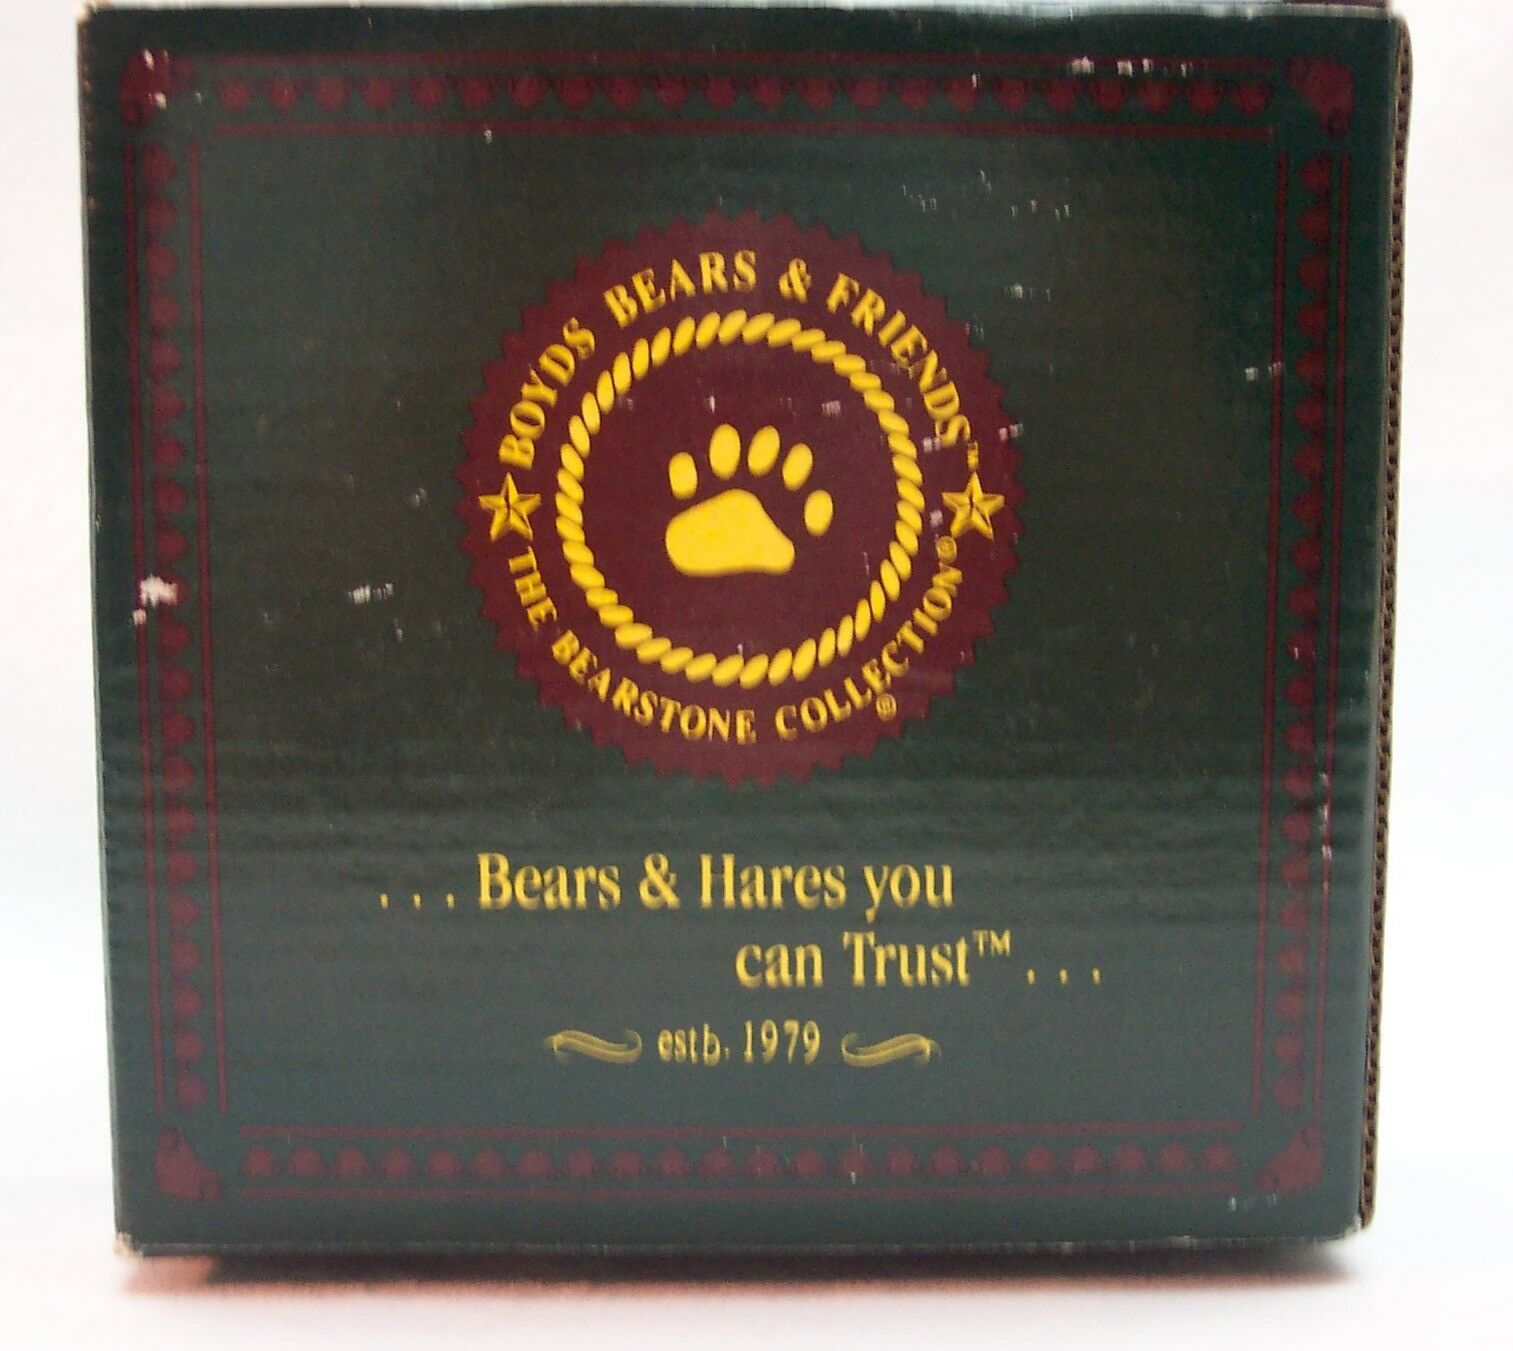 BOYDS BEARS & FRIENDS™
THE BEARSTONE COLLECTION®
®
. . . Bears & Hares you
can Trust™ . . .
estb. 1979